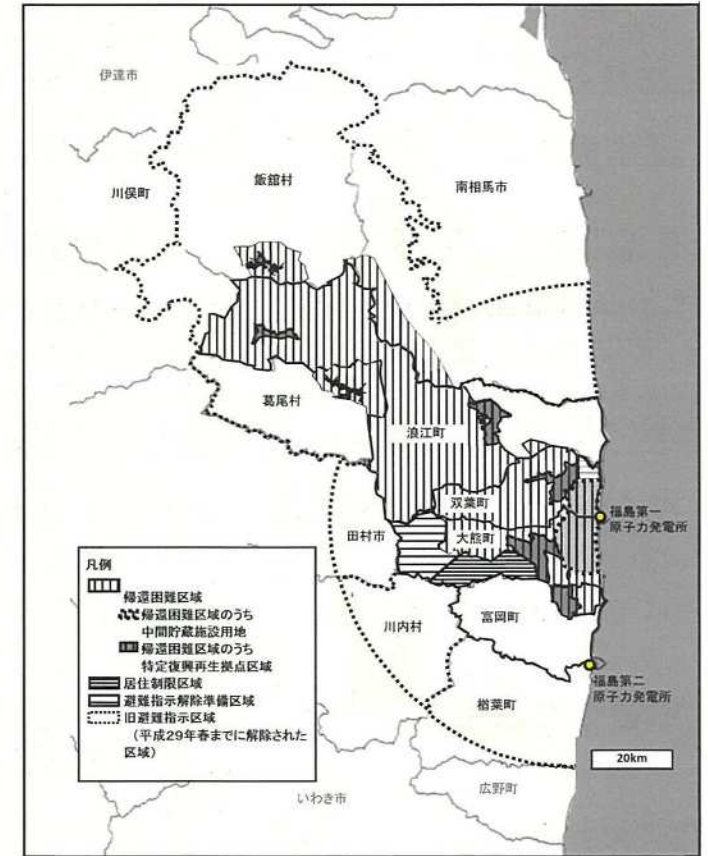 伊達市
川俣町
飯舘村
南相馬市
葛尾村
浪江町
双葉町
福島第一
原子力発電所
田村市
大熊町
川内村
富岡町
福島第二
原子力発電所
楢葉町
20km
広野町
いわき市
凡例
帰還困難区域
帰還困難区域のうち
中間貯蔵施設用地
帰還困難区域のうち
特定復興再生拠点区域
居住制限区域
避難指示解除準備区域
旧避難指示区域
（平成29年春までに解除された
区域）